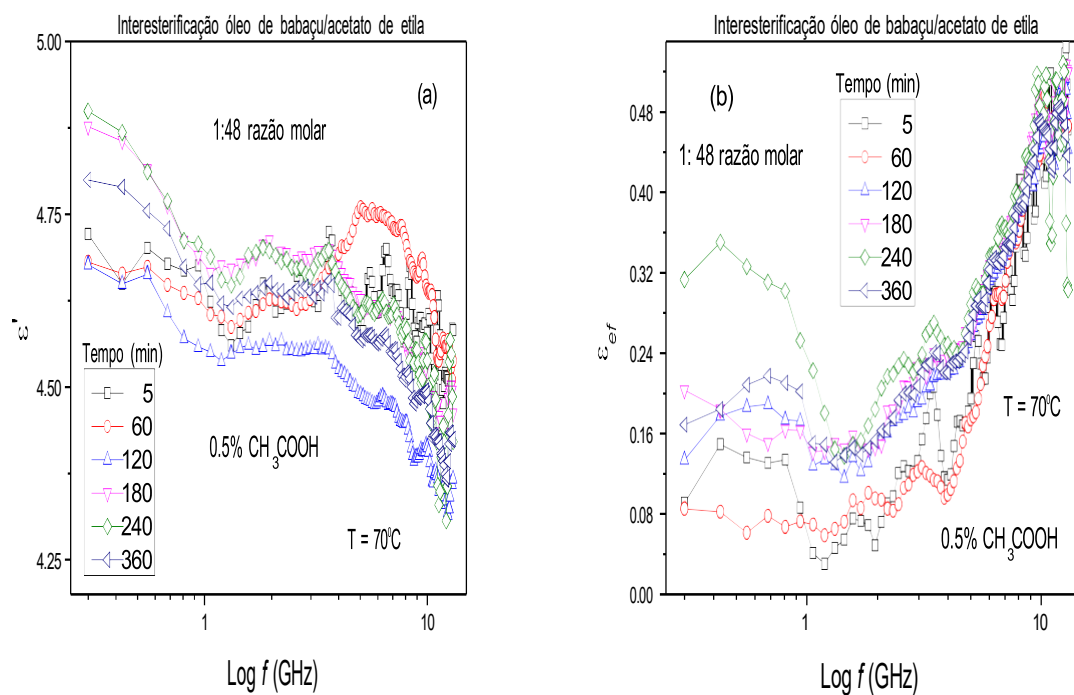 Interesterificação óleo de babaçu/acetato de etila
(a)
1:48 razão molar
5.00
4.75
4.50
4.25
ε'
Tempo (min)
5
60
120
180
240
360
0.5% CH3COOH
T = 70⁰C
1
10
Log f (GHz)
Interesterificação óleo de babaçu/acetato de etila
(b)
Tempo (min)
5
60
120
180
240
360
1: 48 razão molar
0.48
0.40
0.32
0.24
0.16
0.08
0.00
εef
T = 70⁰C
0.5% CH3COOH
1
10
Log f (GHz)